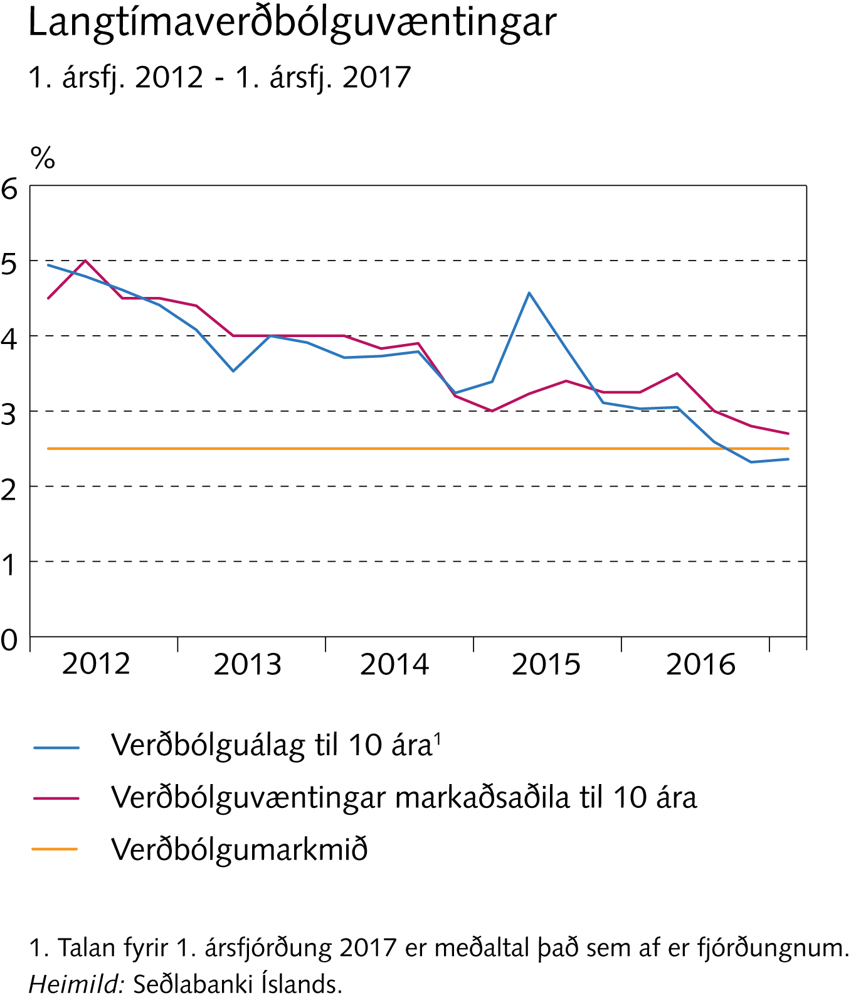 Langtímaverðbólguvæntingar
1. ársfj. 2012 - 1. ársfj. 2017
%
6
5
4
3
2
1
0
2012 2013 2014 2015 2016
Verðbólguálag til 10 ára¹
Verðbólguvæntingar markaðsaðila til 10 ára
Verðbólgumarkmið
1. Talan fyrir 1. ársfjórðung 2017 er meðaltal það sem af er fjórðungnum.
Heimild: Seðlabanki Íslands.